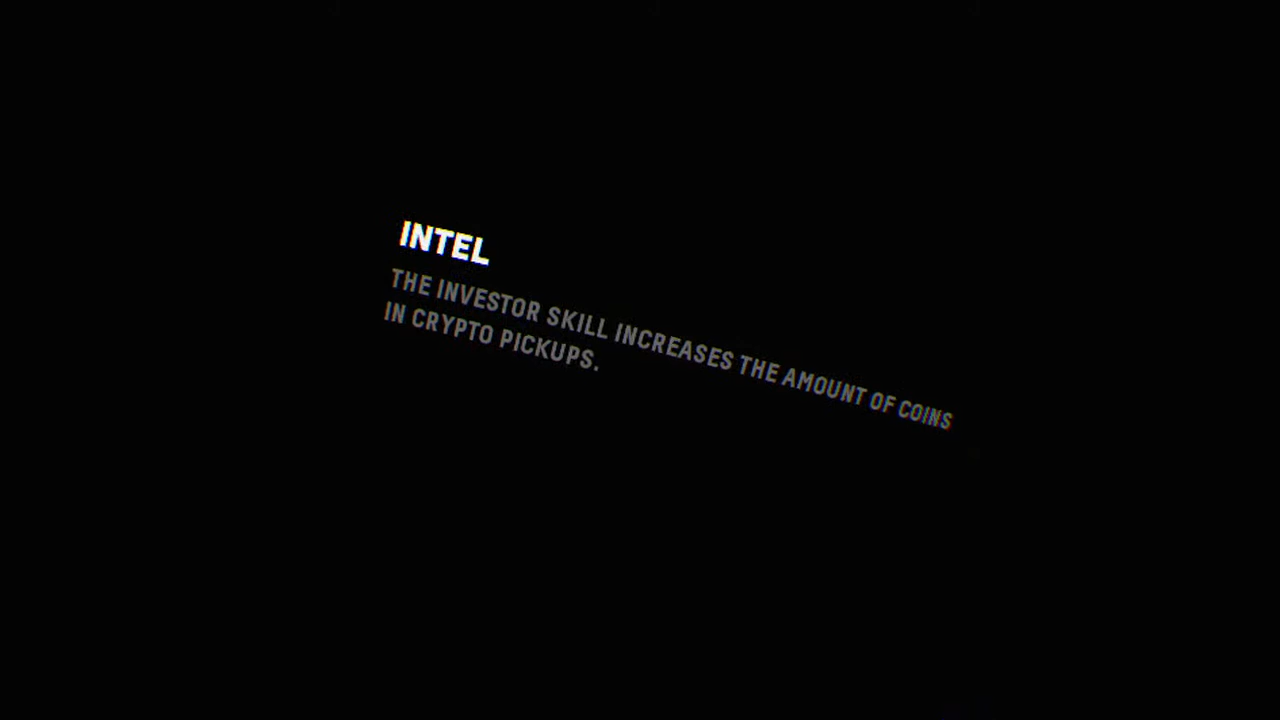 INTEL
THE INVESTOR SKILL INCREASES THE AMOUNT OF COINS
IN CRYPTO PICKUPS.